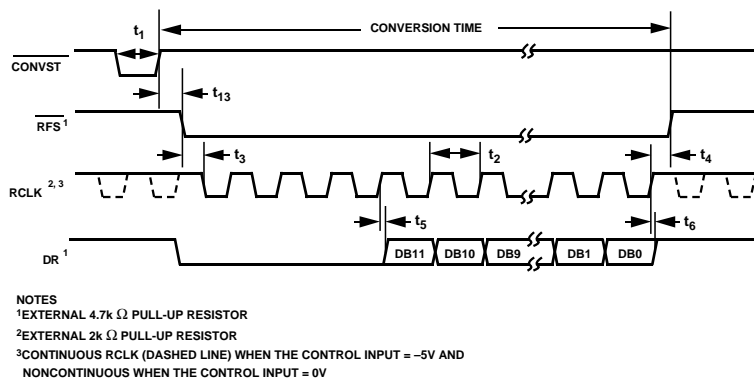 t1
CONVERSION TIME
CONVST
t13
RFS 1
t3
t2
t4
RCLK 2, 3
t5
t6
DR 1
DB11 DB10 DB9 DB1 DB0
NOTES
1EXTERNAL 4.7k Ω PULL-UP RESISTOR
2EXTERNAL 2k Ω PULL-UP RESISTOR
3CONTINUOUS RCLK (DASHED LINE) WHEN THE CONTROL INPUT = –5V AND
NONCONTINUOUS WHEN THE CONTROL INPUT = 0V